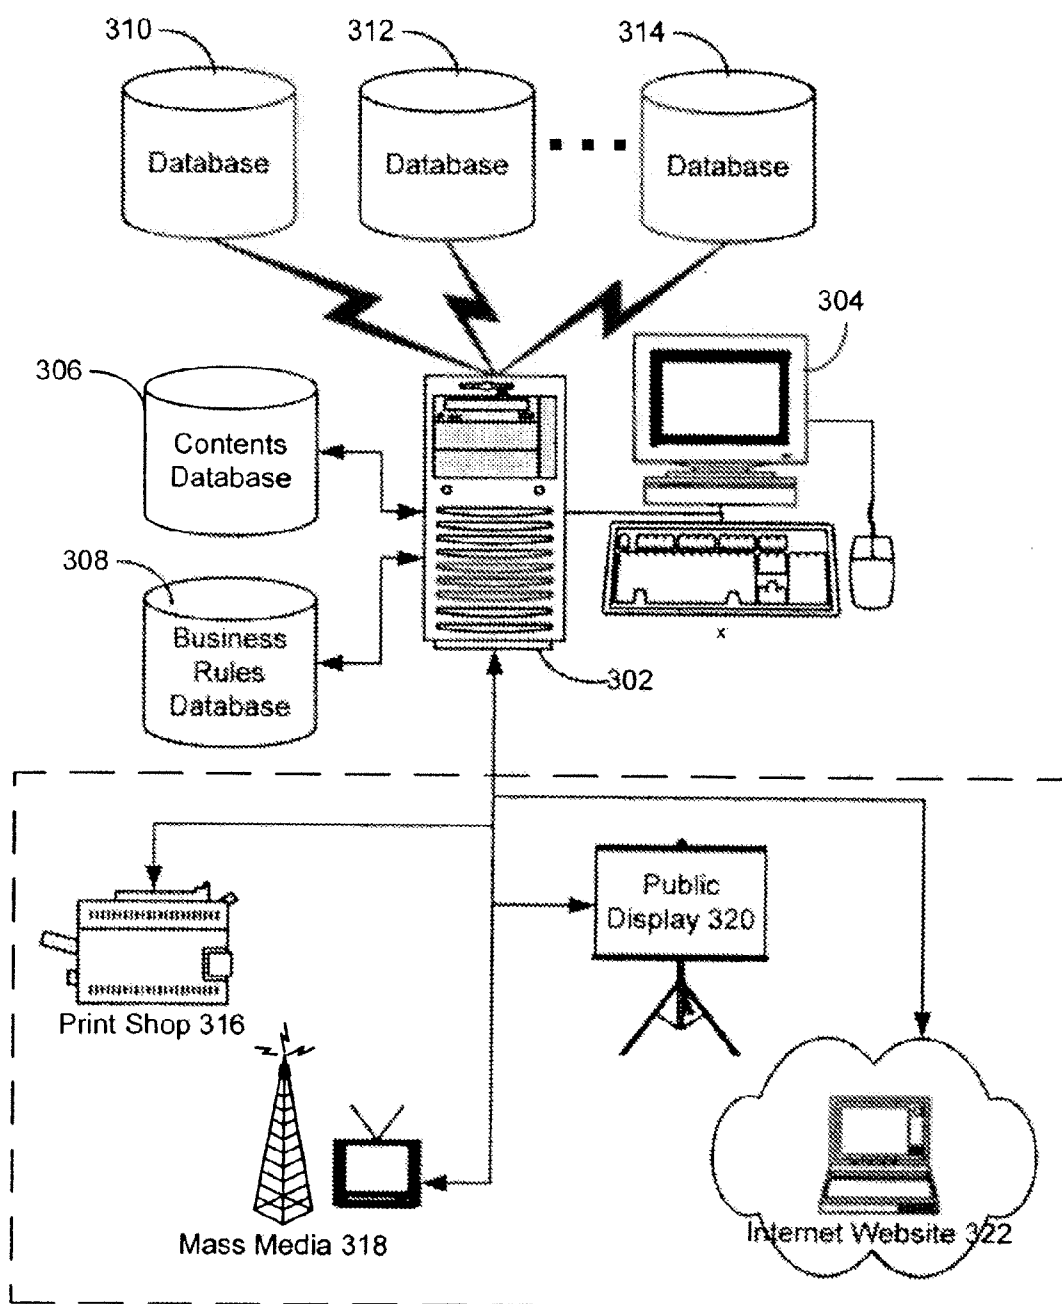 310
312
314
Database
Database
Database
304
306
Contents
Database
308
Business
Rules
Database
302
x
Public
Display 320
Print Shop 316
Mass Media 318
Internet Website 322